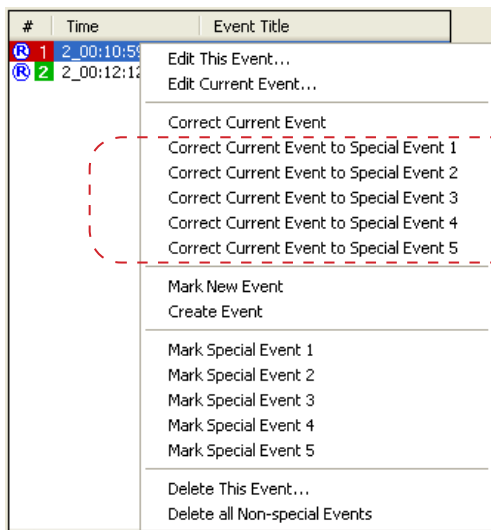 # Time Event Title
R 1 2_00:10:59
R 2 2_00:12:12
Edit This Event...
Edit Current Event...
Correct Current Event
Correct Current Event to Special Event 1
Correct Current Event to Special Event 2
Correct Current Event to Special Event 3
Correct Current Event to Special Event 4
Correct Current Event to Special Event 5
Mark New Event
Create Event
Mark Special Event 1
Mark Special Event 2
Mark Special Event 3
Mark Special Event 4
Mark Special Event 5
Delete This Event...
Delete all Non-special Events